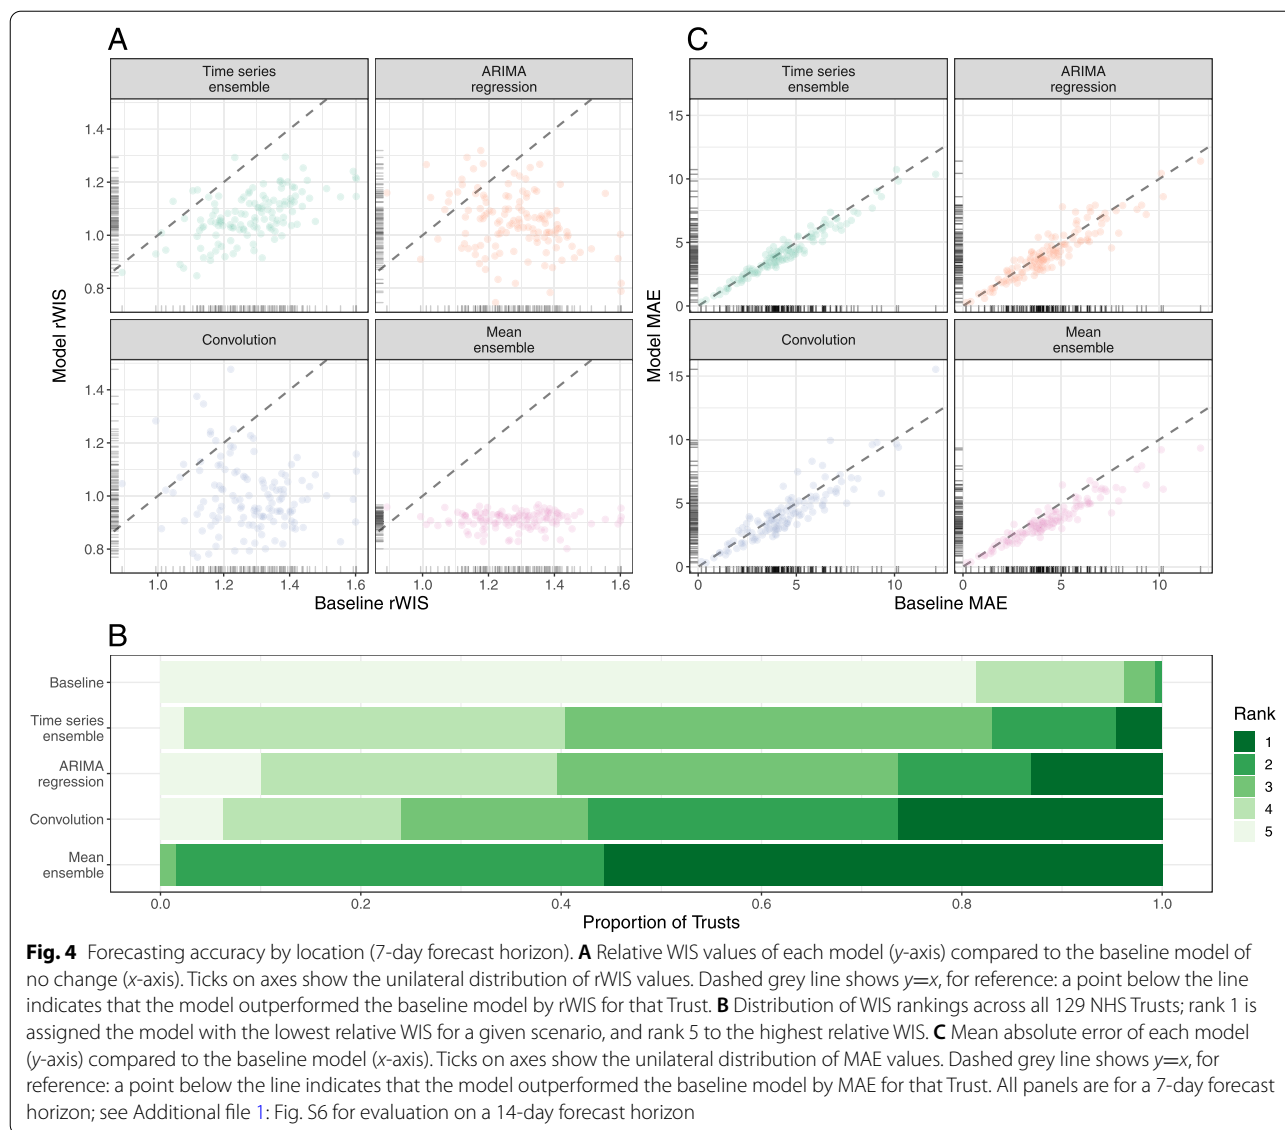 A
C
Time series
ensemble
ARIMA
regression
Time series
ensemble
ARIMA
regression
1.4
1.2
1.0
0.8
15
10
5
0
Model rWIS
Model MAE
Convolution
Mean
ensemble
Convolution
Mean
ensemble
1.4
1.2
1.0
0.8
15
10
5
0
1.0 1.2 1.4 1.6 1.0 1.2 1.4 1.6
0 5 10 0 5 10
Baseline rWIS
Baseline MAE
B
Baseline
Time series
ensemble
ARIMA
regression
Convolution
Mean
ensemble
0.0 0.2 0.4 0.6 0.8 1.0
Proportion of Trusts
Rank
1
2
3
4
5
Fig. 4 Forecasting accuracy by location (7-day forecast horizon). A Relative WIS values of each model (y-axis) compared to the baseline model of
no change (x-axis). Ticks on axes show the unilateral distribution of rWIS values. Dashed grey line shows y=x, for reference: a point below the line
indicates that the model outperformed the baseline model by rWIS for that Trust. B Distribution of WIS rankings across all 129 NHS Trusts; rank 1 is
assigned the model with the lowest relative WIS for a given scenario, and rank 5 to the highest relative WIS. C Mean absolute error of each model
(y-axis) compared to the baseline model (x-axis). Ticks on axes show the unilateral distribution of MAE values. Dashed grey line shows y=x, for
reference: a point below the line indicates that the model outperformed the baseline model by MAE for that Trust. All panels are for a 7-day forecast
horizon; see Additional file 1: Fig. S6 for evaluation on a 14-day forecast horizon